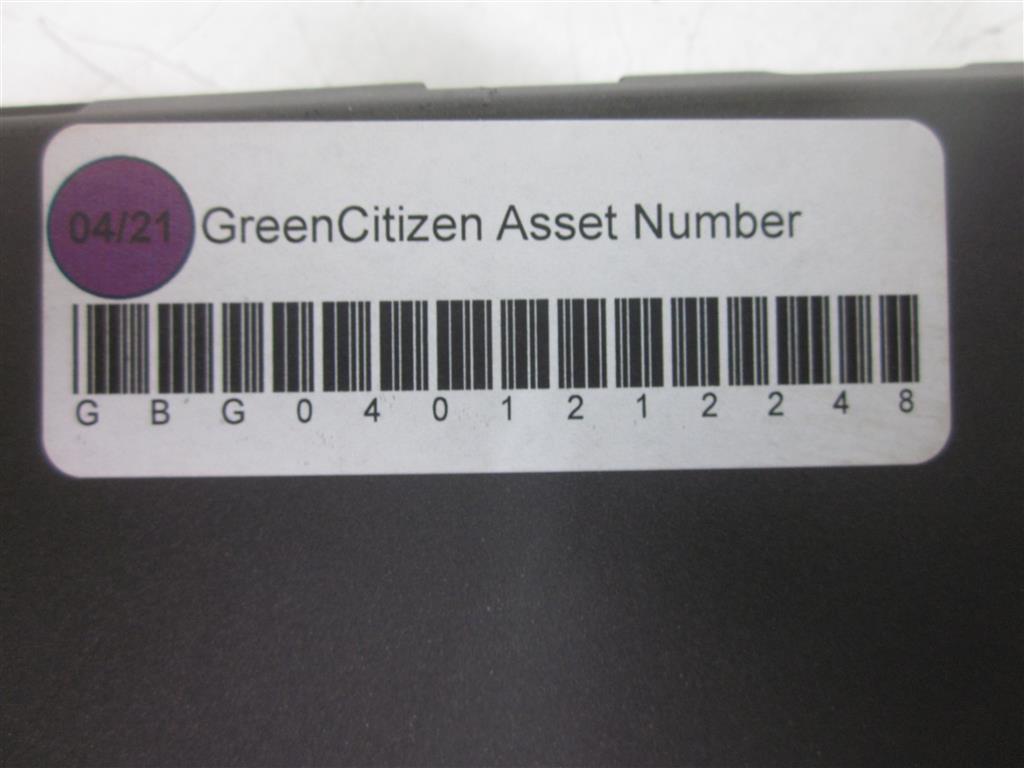 04/21 GreenCitizen Asset Number
G B G 0 4 0 1 2 1 2 2 4 8